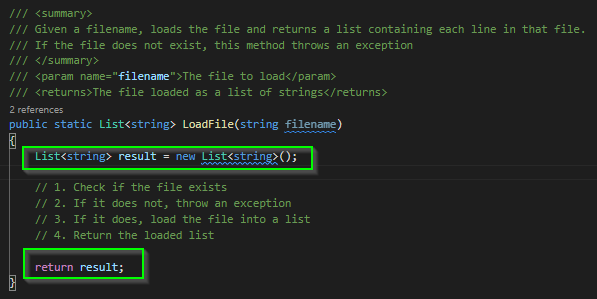 /// <summary>
/// Given a filename, loads the file and returns a list containing each line in that file.
/// If the file does not exist, this method throws an exception
/// </summary>
/// <param name="filename">The file to load</param>
/// <returns>The file loaded as a list of strings</returns>
2 references
public static List<string> LoadFile(string filename)
{
List<string> result = new List<string>();
// 1. Check if the file exists
// 2. If it does not, throw an exception
// 3. If it does, load the file into a list
// 4. Return the loaded list
return result;
}